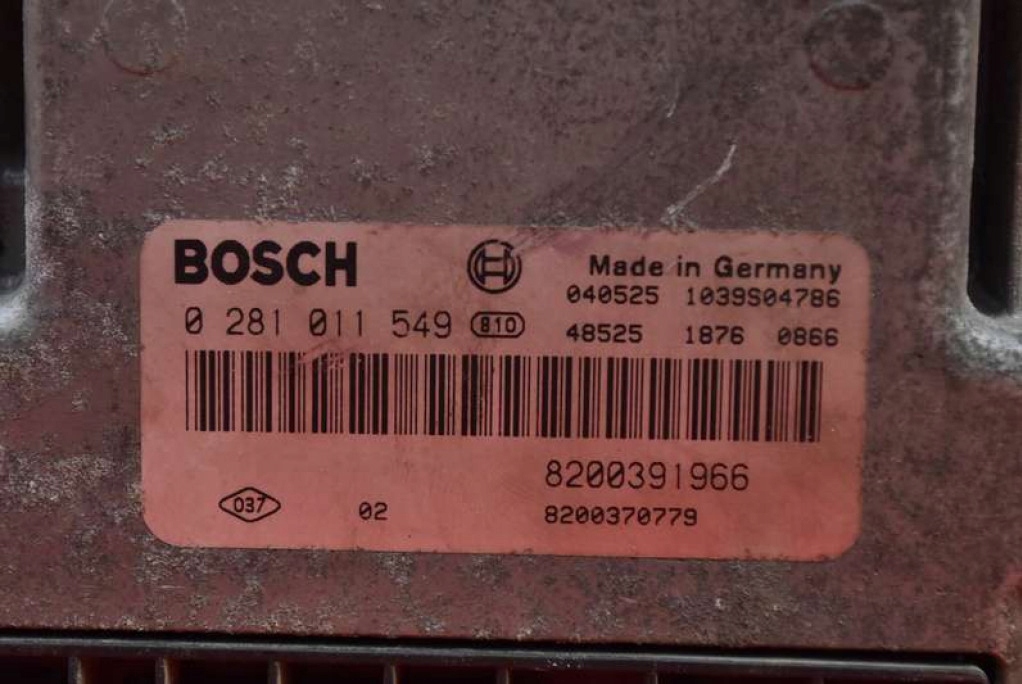 BOSCH
Made in Germany
040525 1039S04786
0 281 011 549 810
48525 1876 0866
8200391966
037 02 8200370779